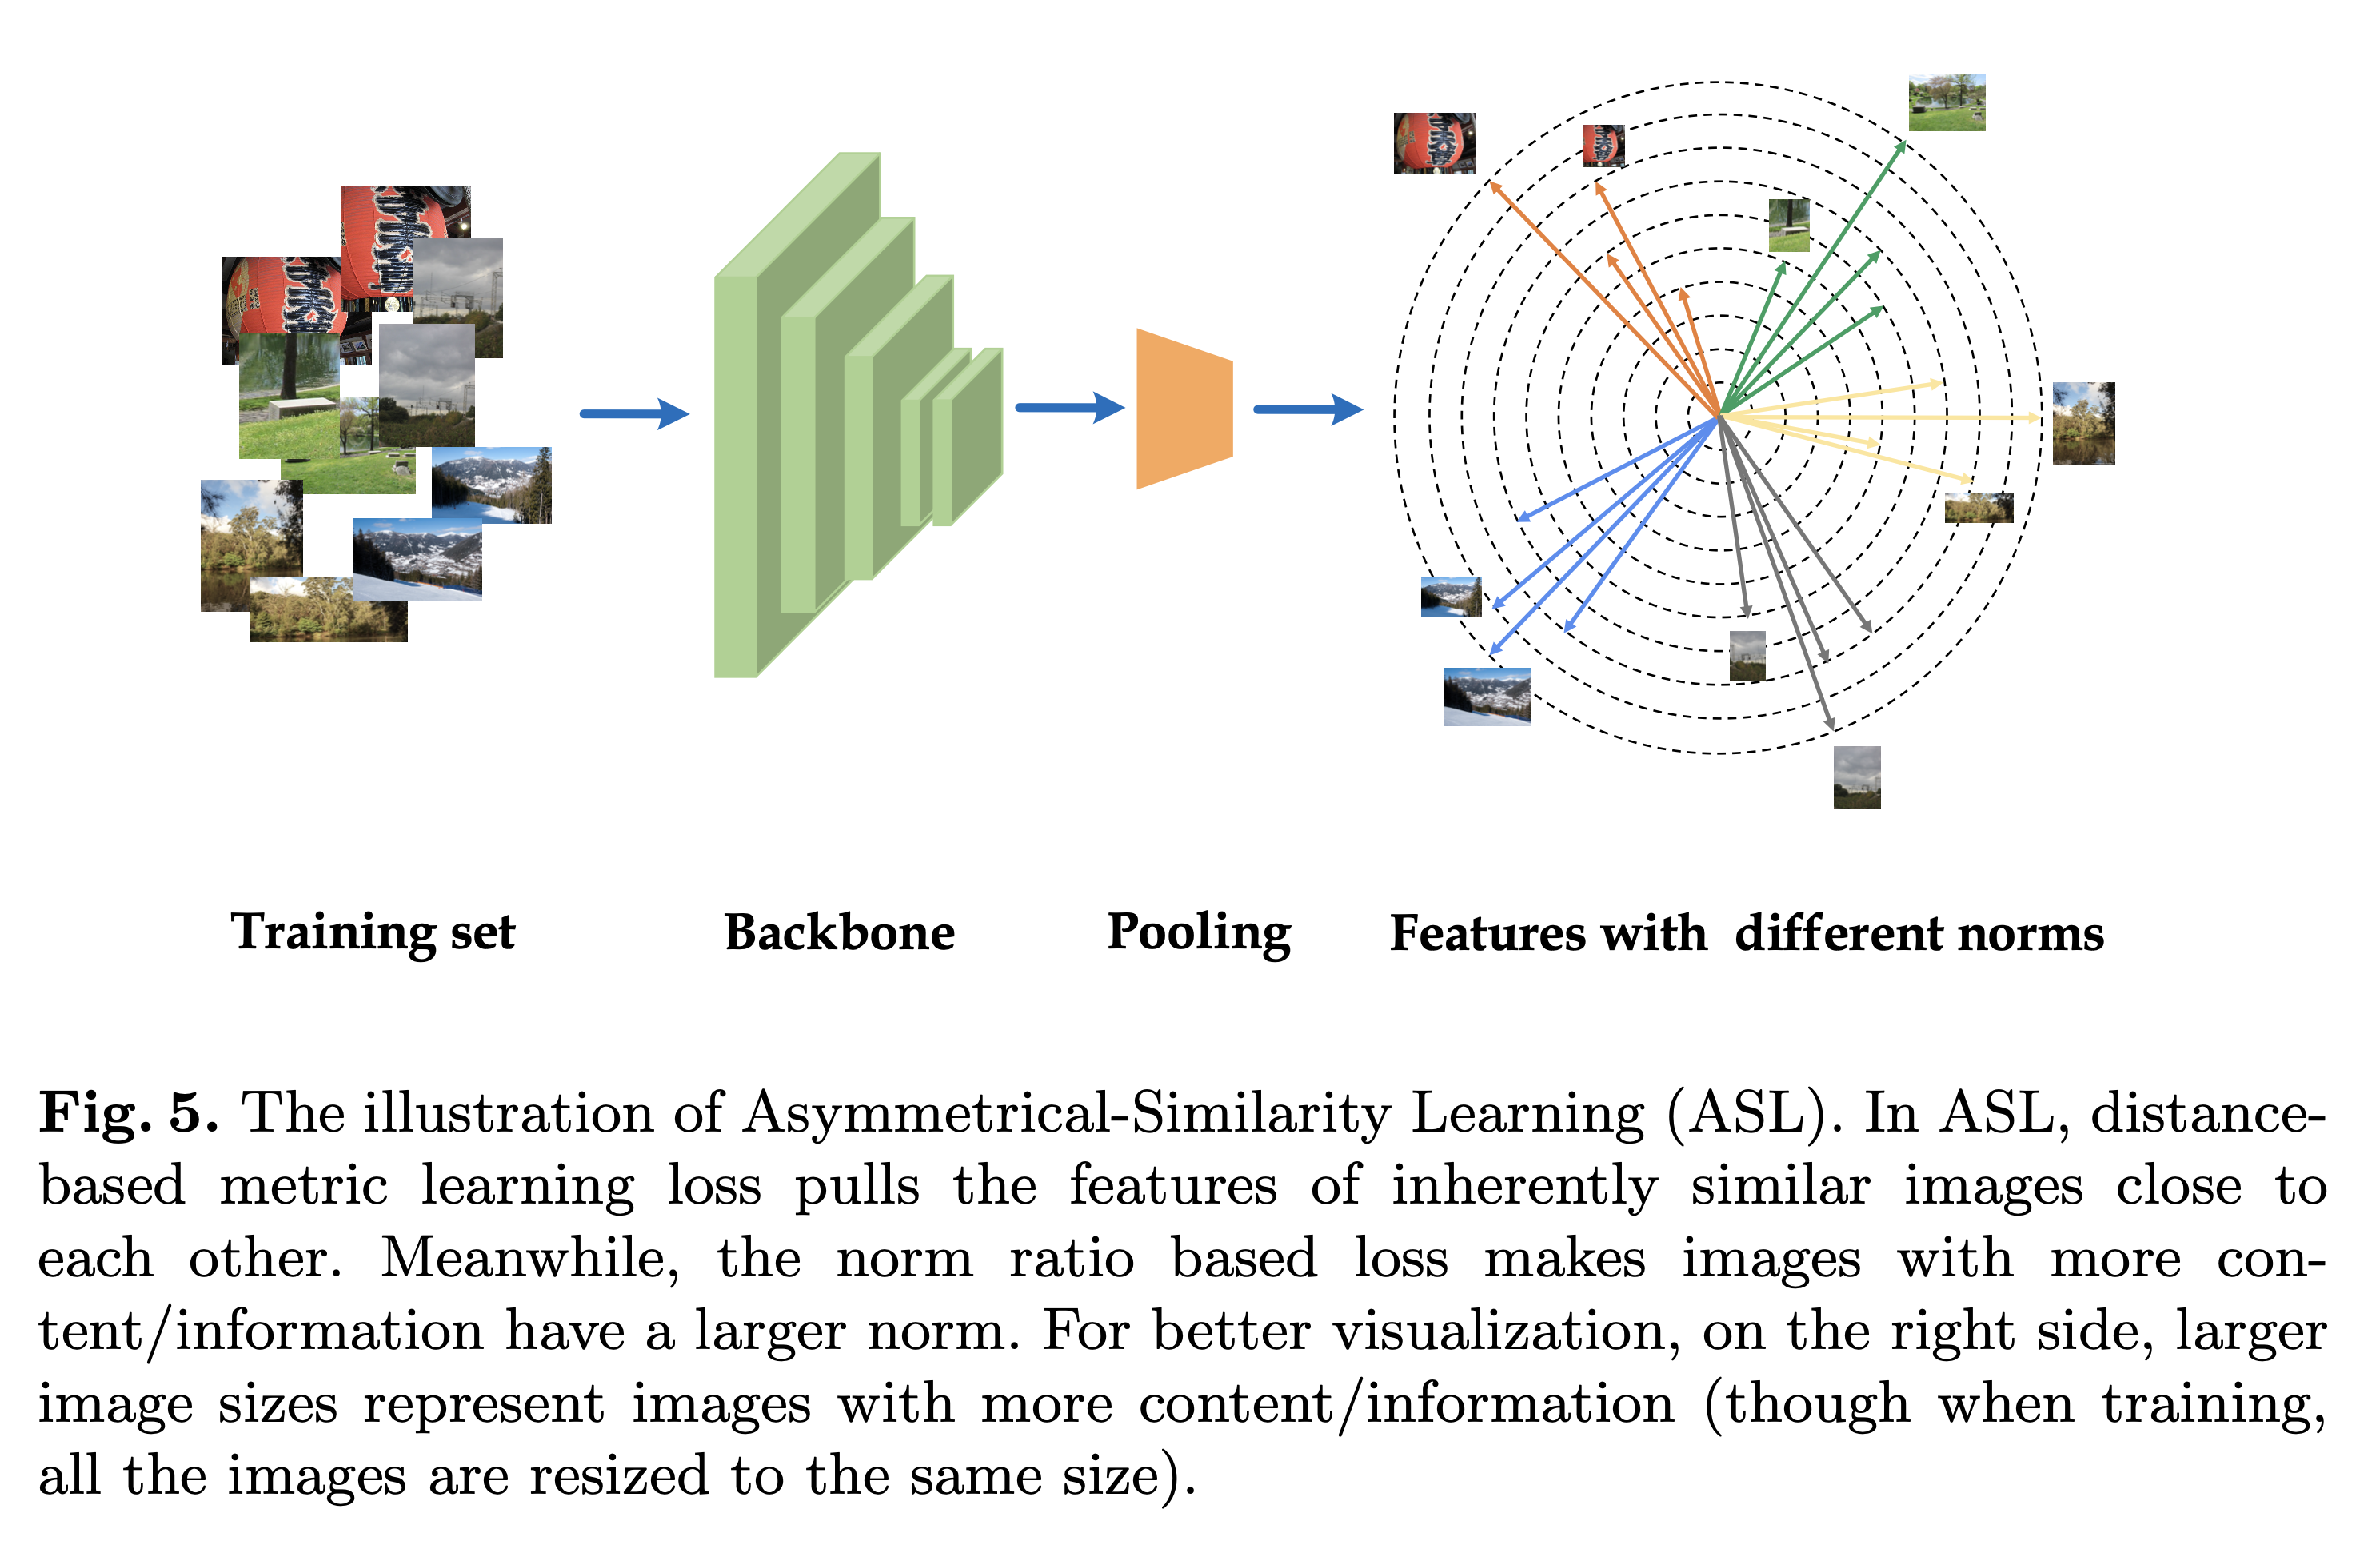 Training set
Backbone
Pooling
Features with different norms
Fig. 5. The illustration of Asymmetrical-Similarity Learning (ASL). In ASL, distance-
based metric learning loss pulls the features of inherently similar images close to
each other. Meanwhile, the norm ratio based loss makes images with more con-
tent/information have a larger norm. For better visualization, on the right side, larger
image sizes represent images with more content/information (though when training,
all the images are resized to the same size).